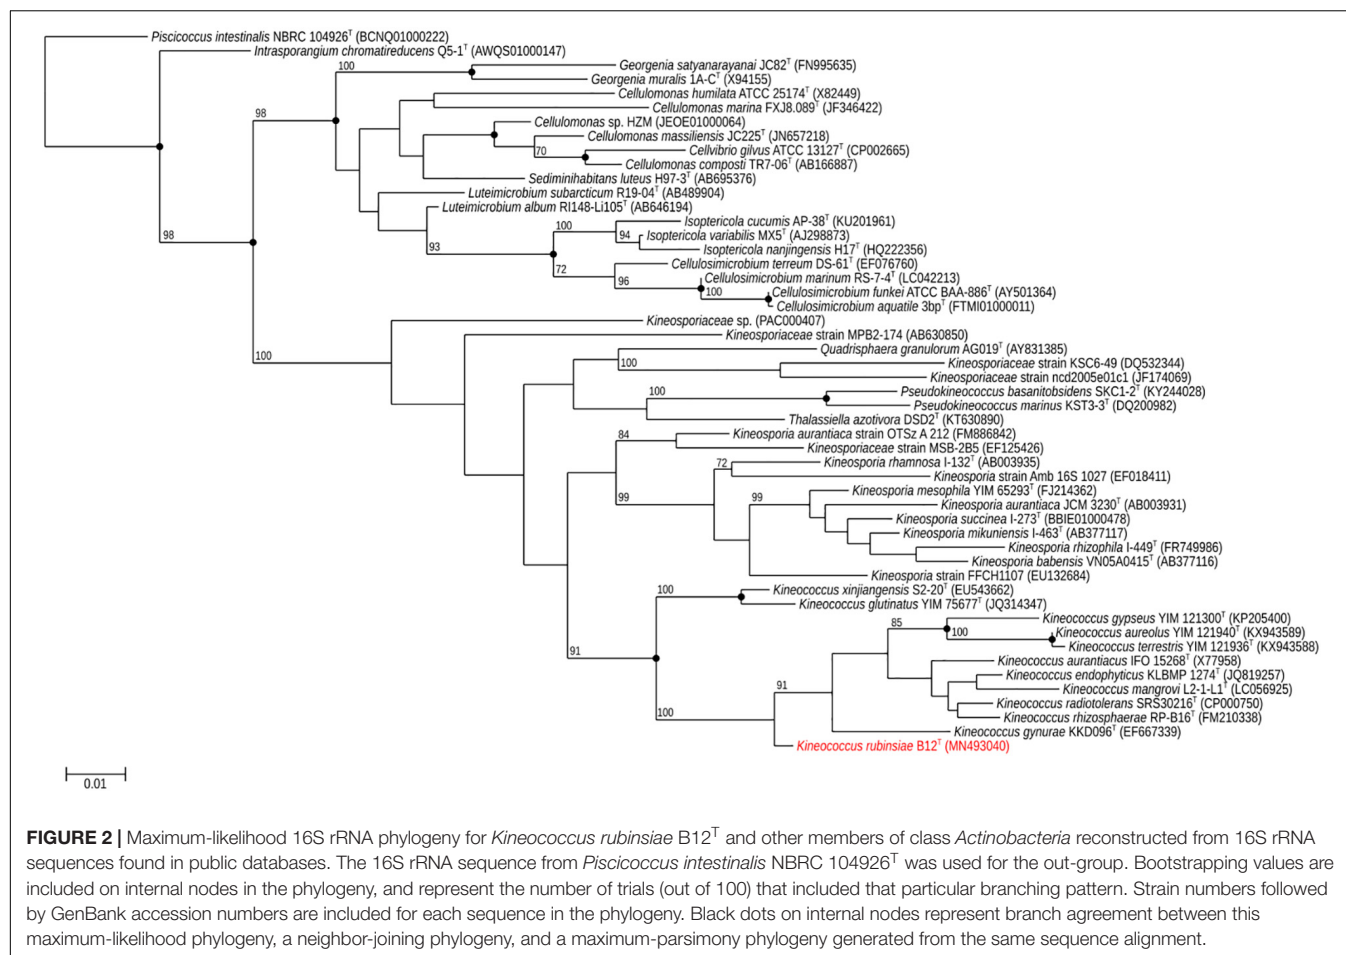 Piscicoccus intestinalis NBRC 104926T (BCNQ01000222)
Intrasporangium chromatireducens Q5-1T (AWQS01000147)
100
Georgenia satyanarayanai JC82T (FN995635)
Georgenia muralis 1A-CT (X94155)
Cellulomonas humilata ATCC 25174T (X82449)
98
Cellulomonas marina FXJ8.089T (JF346422)
Cellulomonas sp. HZM (JEOE01000064)
Cellulomonas massiliensis JC225T (JN657218)
70
Cellvibrio gilvus ATCC 13127T (CP002665)
Cellulomonas composti TR7-06T (AB166887)
Sediminihabitans luteus H97-3T (AB695376)
Luteimicrobium subarcticum R19-04T (AB489904)
Luteimicrobium album RI148-Li105T (AB646194)
100
Isoptericola cucumis AP-38T (KU201961)
98
94
Isoptericola variabilis MX5T (AJ298873)
93
Isoptericola nanjingensis H17T (HQ222356)
72
Cellulosimicrobium terreum DS-61T (EF076760)
96
Cellulosimicrobium marinum RS-7-4T (LC042213)
100
Cellulosimicrobium funkei ATCC BAA-886T (AY501364)
Cellulosimicrobium aquatile 3bpT (FTMI01000011)
Kineosporiaceae sp. (PAC000407)
Kineosporiaceae strain MPB2-174 (AB630850)
100
Quadrisphaera granulorum AG019T (AY831385)
100
Kineosporiaceae strain KSC6-49 (DQ532344)
Kineosporiaceae strain ncd2005e01c1 (JF174069)
100
Pseudokineococcus basanitobsidens SKC1-2T (KY244028)
Pseudokineococcus marinus KST3-3T (DQ200982)
Thalassiella azotivora DSD2T (KT630890)
84
Kineosporia aurantiaca strain OTSz A 212 (FM886842)
Kineosporiaceae strain MSB-2B5 (EF125426)
72
Kineosporia rhamnosa I-132T (AB003935)
Kineosporia strain Amb 16S 1027 (EF018411)
99
99
Kineosporia mesophila YIM 65293T (FJ214362)
Kineosporia aurantiaca JCM 3230T (AB003931)
Kineosporia succinea I-273T (BBIE01000478)
Kineosporia mikuniensis I-463T (AB377117)
Kineosporia rhizophila I-449T (FR749986)
Kineosporia babensis VN05A0415T (AB377116)
Kineosporia strain FFCH1107 (EU132684)
100
Kineococcus xinjiangensis S2-20T (EU543662)
Kineococcus glutinatus YIM 75677T (JQ314347)
85
Kineococcus gypseus YIM 121300T (KP205400)
100
Kineococcus aureolus YIM 121940T (KX943589)
Kineococcus terrestris YIM 121936T (KX943588)
91
Kineococcus aurantiacus IFO 15268T (X77958)
Kineococcus endophyticus KLBMP 1274T (JQ819257)
91
Kineococcus mangrovi L2-1-L1T (LC056925)
Kineococcus radiotolerans SRS30216T (CP000750)
100
Kineococcus rhizosphaerae RP-B16T (FM210338)
Kineococcus gynurae KKD096T (EF667339)
Kineococcus rubinsiae B12T (MN493040)
0.01
FIGURE 2 | Maximum-likelihood 16S rRNA phylogeny for Kineococcus rubinsiae B12T and other members of class Actinobacteria reconstructed from 16S rRNA
sequences found in public databases. The 16S rRNA sequence from Piscicoccus intestinalis NBRC 104926T was used for the out-group. Bootstrapping values are
included on internal nodes in the phylogeny, and represent the number of trials (out of 100) that included that particular branching pattern. Strain numbers followed
by GenBank accession numbers are included for each sequence in the phylogeny. Black dots on internal nodes represent branch agreement between this
maximum-likelihood phylogeny, a neighbor-joining phylogeny, and a maximum-parsimony phylogeny generated from the same sequence alignment.